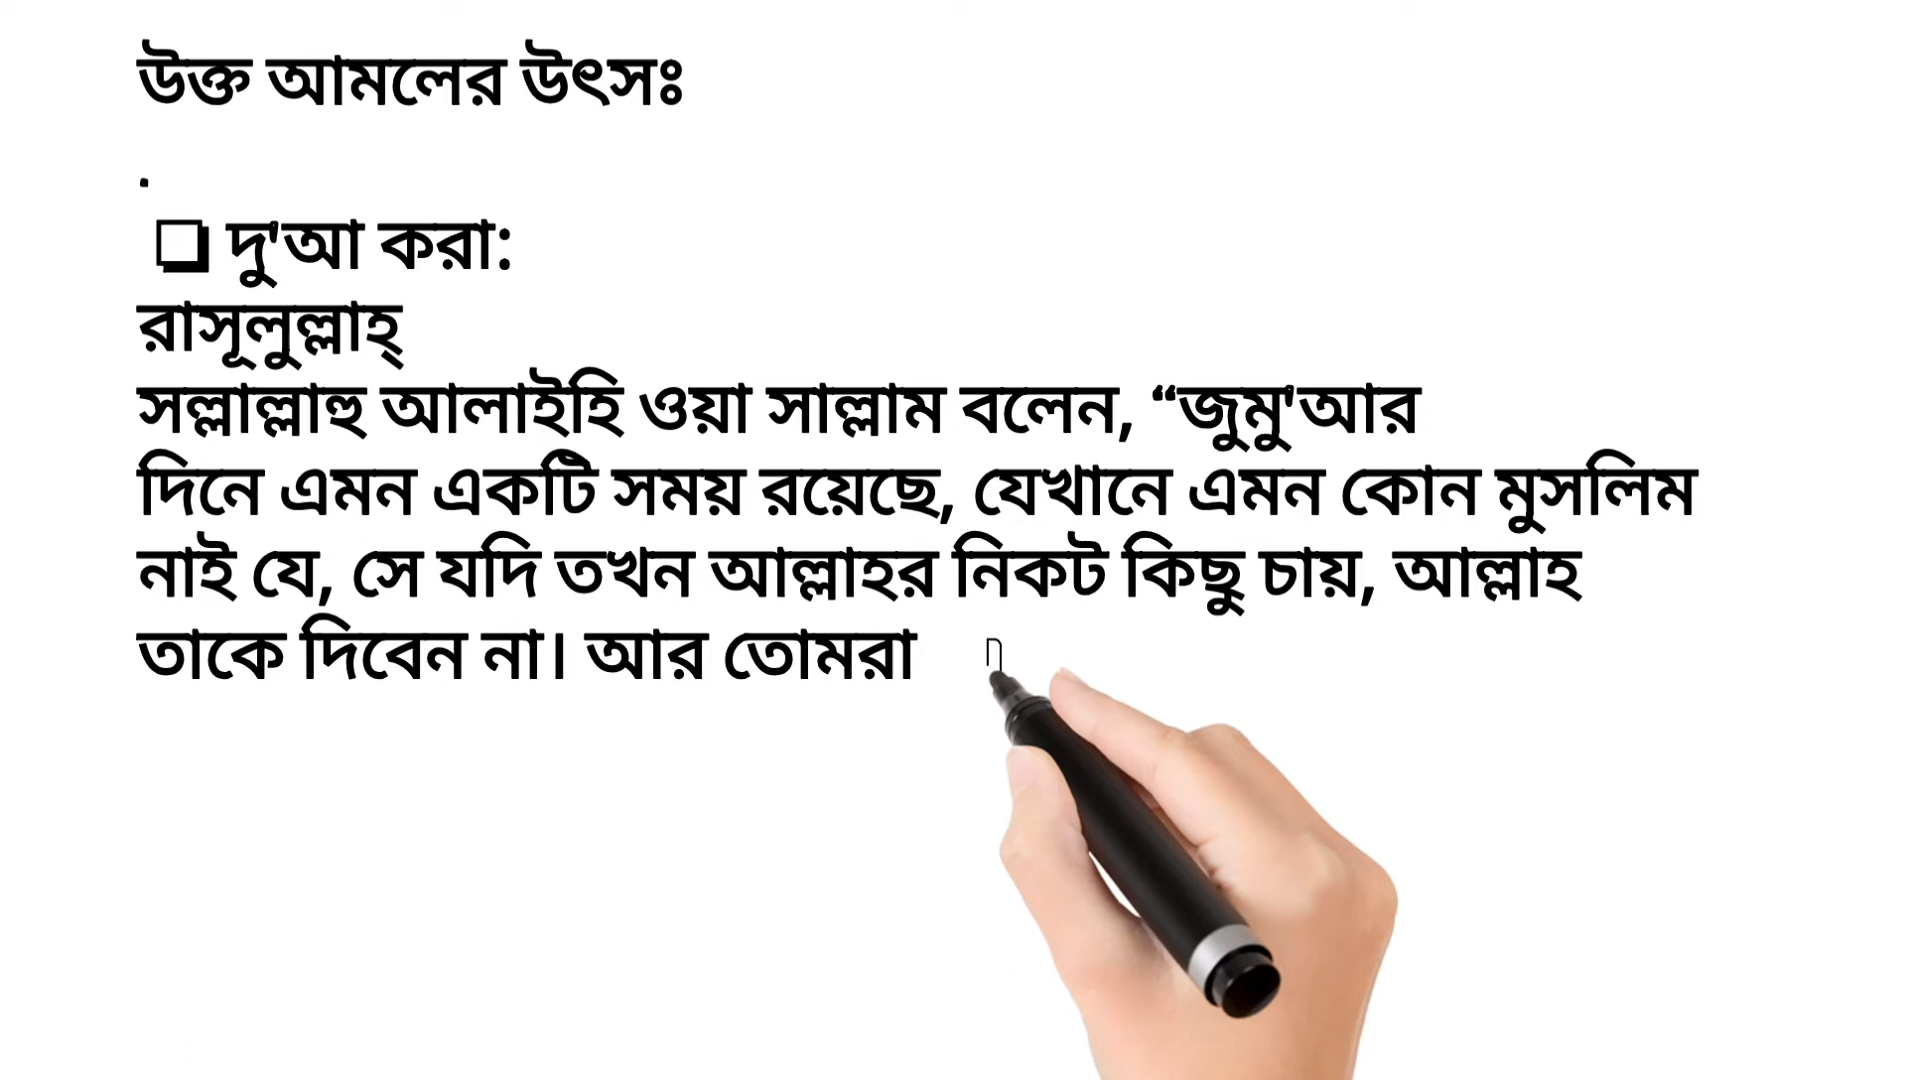 উক্ত আমলের উৎসঃ
.
❏ দু'আ করা:
রাসূলুল্লাহ্
সল্লাল্লাহু আলাইহি ওয়া সাল্লাম বলেন, “জুমু'আর
দিনে এমন একটি সময় রয়েছে, যেখানে এমন কোন মুসলিম
নাই যে, সে যদি তখন আল্লাহর নিকট কিছু চায়, আল্লাহ
তাকে দিবেন না। আর তোমরা